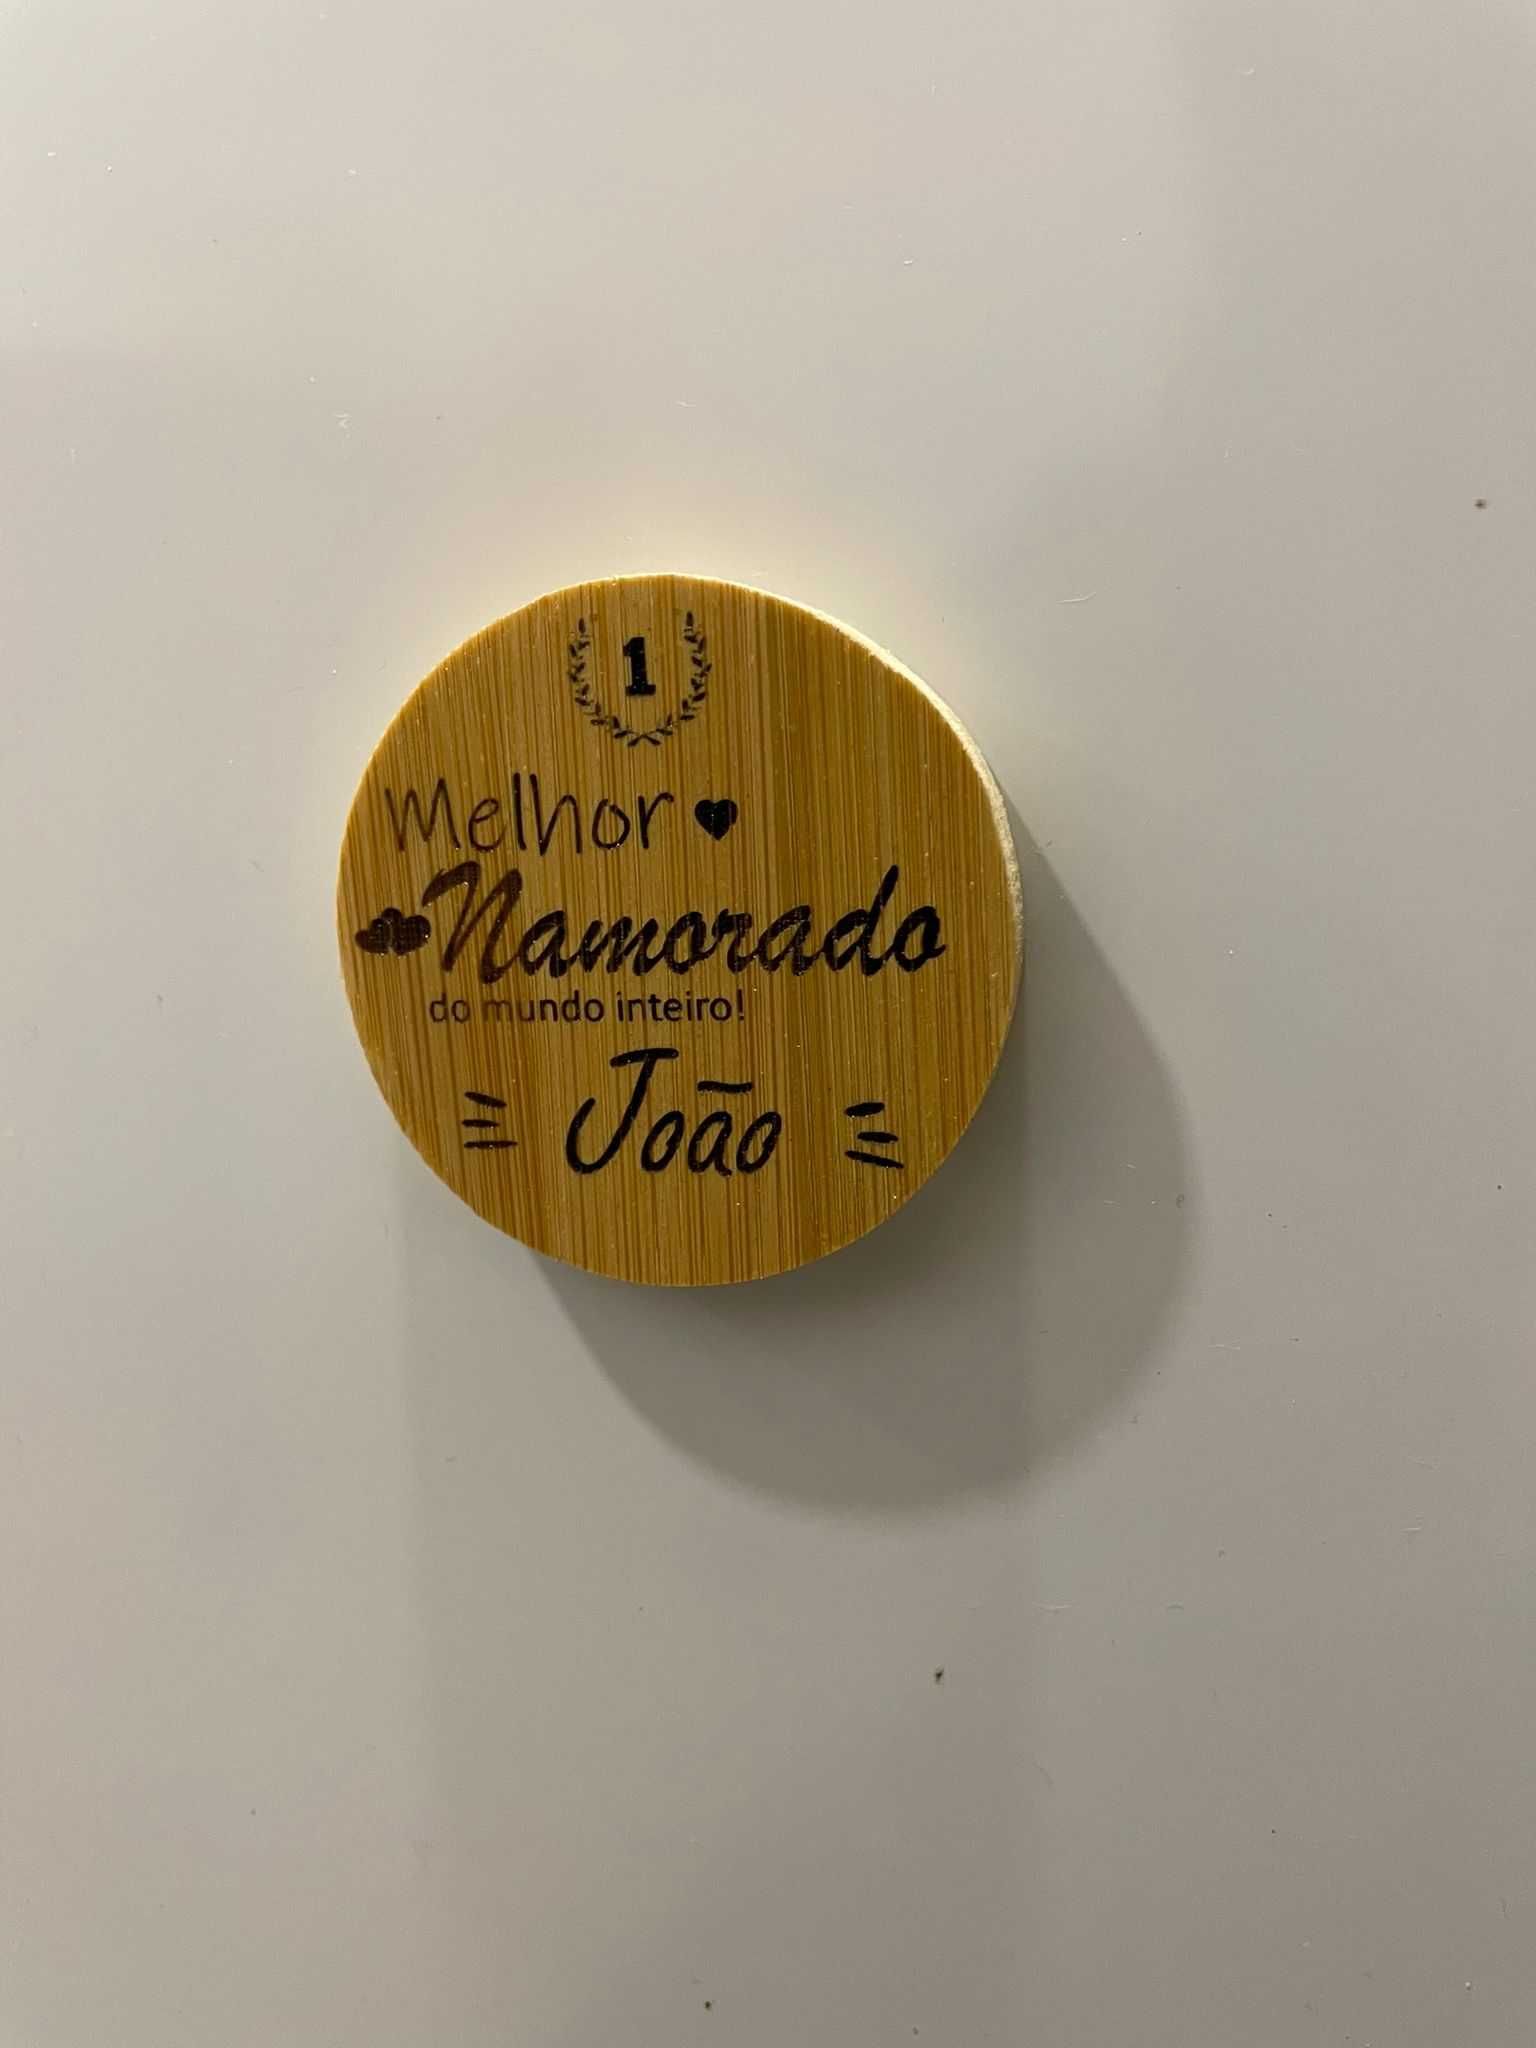 1
Melhor
Namorado
do mundo inteiro!
João